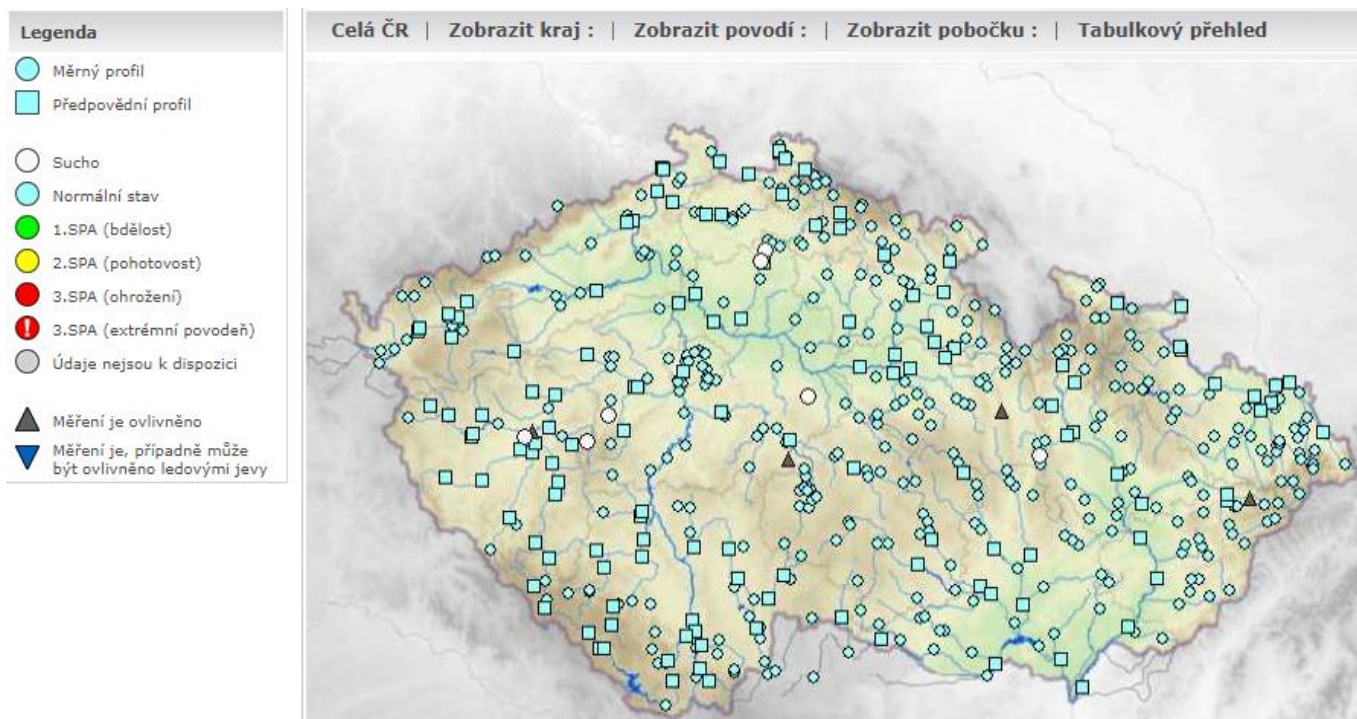 Legenda
Měrný profil
Předpovědní profil
Sucho
Normální stav
1.SPA (bdělost)
2.SPA (pohotovost)
3.SPA (ohrožení)
3.SPA (extrémní povodeň)
Údaje nejsou k dispozici
Měření je ovlivněno
Měření je, případně může
být ovlivněno ledovými jevy
Celá ČR | Zobrazit kraj : | Zobrazit povodí : | Zobrazit pobočku : | Tabulkový přehled